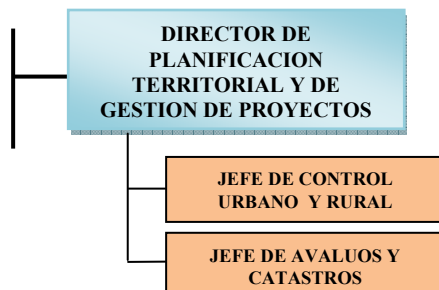 DIRECTOR DE
PLANIFICACION
TERRITORIAL Y DE
GESTION DE PROYECTOS
JEFE DE CONTROL
URBANO Y RURAL
JEFE DE AVALUOS Y
CATASTROS